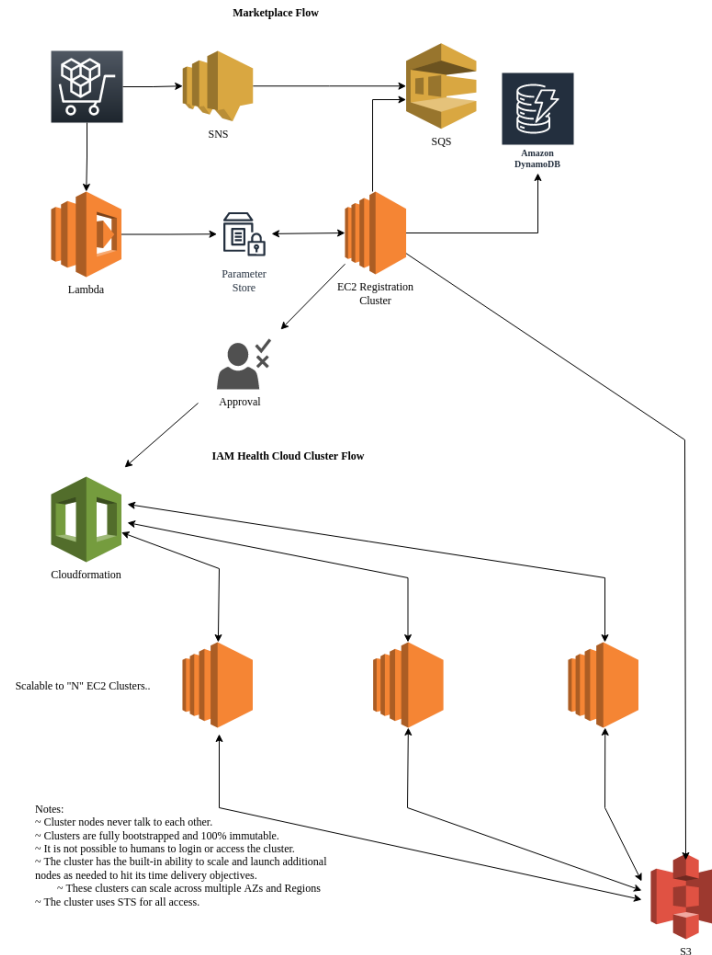 Marketplace Flow
SNS
SQS
Amazon
DynamoDB
Lambda
Parameter
Store
EC2 Registration
Cluster
Approval
IAM Health Cloud Cluster Flow
Cloudformation
Scalable to "N" EC2 Clusters..
Notes:
~ Cluster nodes never talk to each other.
~ Clusters are fully bootstrapped and 100% immutable.
~ It is not possible to humans to login or access the cluster.
~ The cluster has the built-in ability to scale and launch additional
nodes as needed to hit its time delivery objectives.
~ These clusters can scale across multiple AZs and Regions
~ The cluster uses STS for all access.
S3